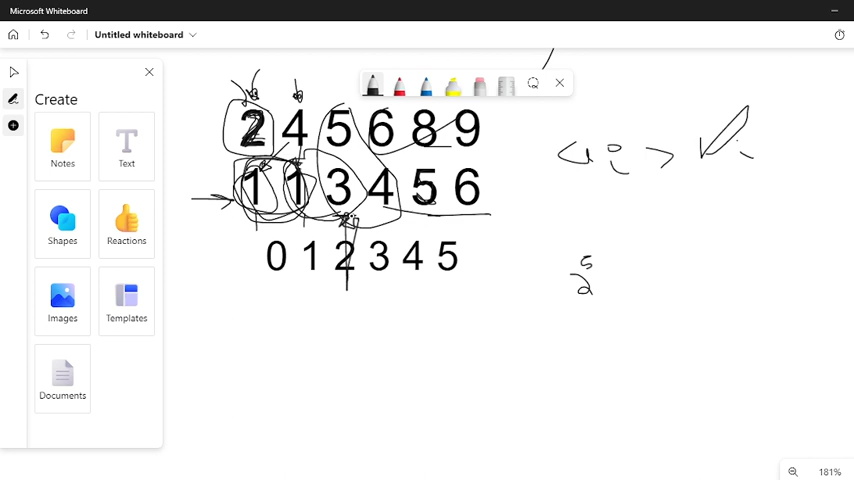 Microsoft Whiteboard
Untitled whiteboard
Create
Notes
Text
Shapes
Reactions
Images
Templates
Documents
2 4 5 6 8 9
1 1 3 4 5 6
0 1 2 3 4 5
5
2
181%